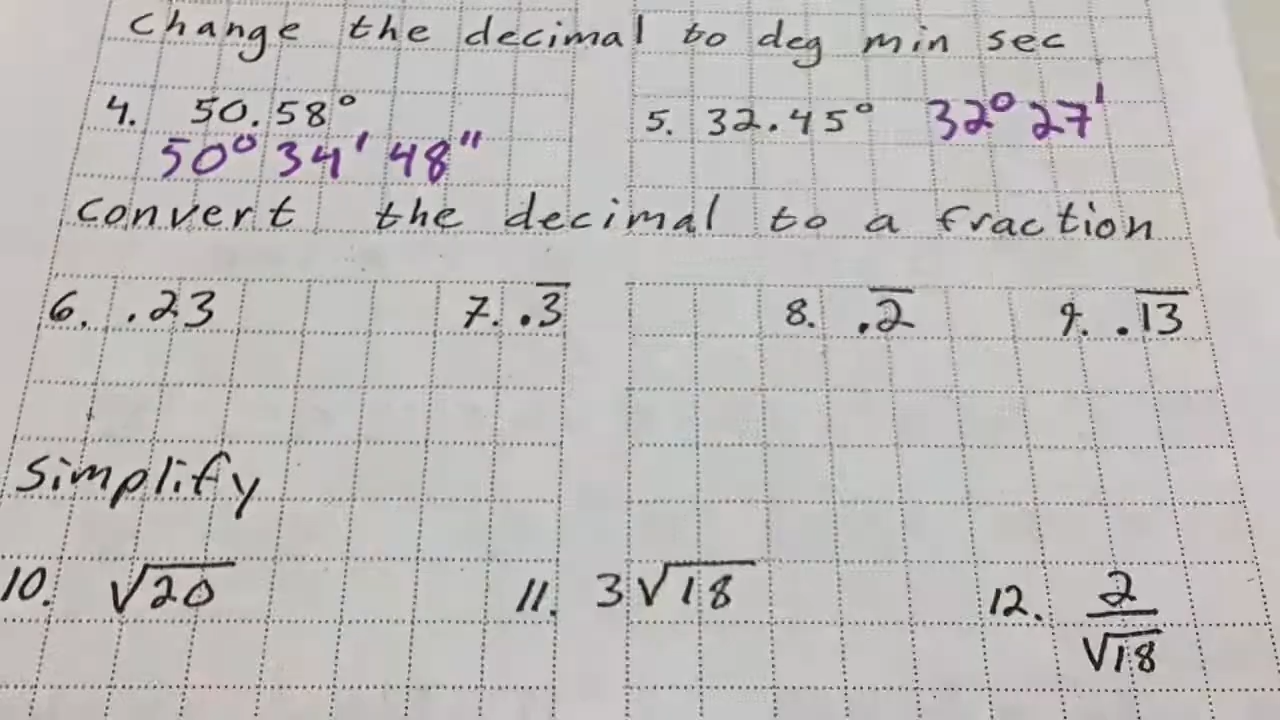 change the decimal to deg min sec
4. 50.58° 5. 32.45° 32° 27'
50° 34' 48"
convert the decimal to a fraction
6. .23 7. .3̅ 8. .2̅ 9. .1̅3̅
Simplify
10. √20 11. 3√18 12. 2/√18